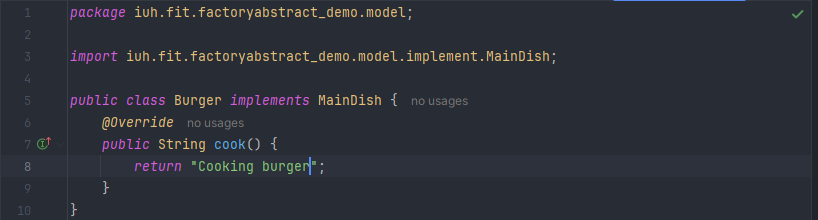 1 package iuh.fit.factoryabstract_demo.model;
2
3 import iuh.fit.factoryabstract_demo.model.implement.MainDish;
4
5 public class Burger implements MainDish { no usages
6 @Override no usages
7 public String cook() {
8 return "Cooking burger";
9 }
10 }